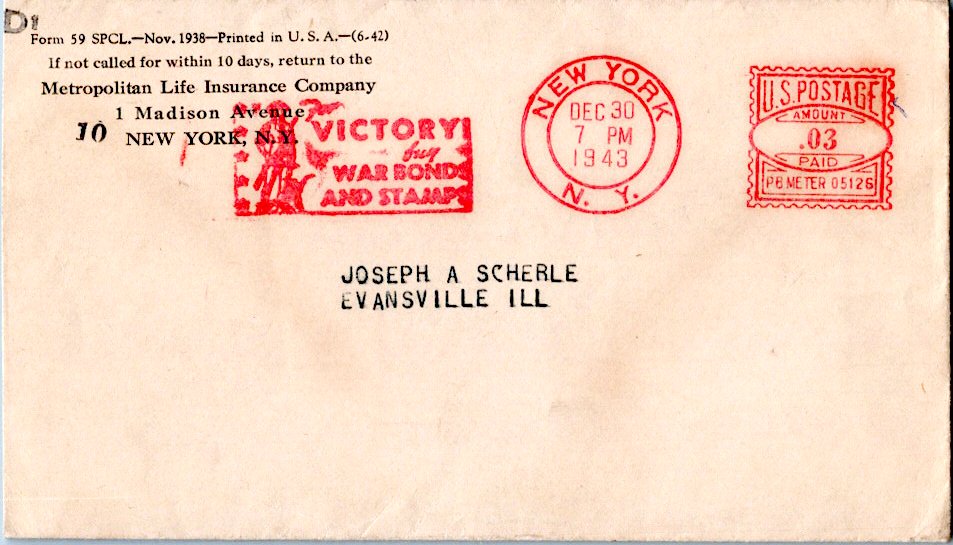 D1
Form 59 SPCL.—Nov. 1938—Printed in U. S. A.—(6-42)
If not called for within 10 days, return to the
Metropolitan Life Insurance Company
1 Madison Avenue
10 NEW YORK, N.Y.
For
VICTORY!
buy
WAR BONDS
AND STAMPS
NEW YORK
DEC 30
7 PM
1943
N. Y.
U.S. POSTAGE
AMOUNT
.03
PAID
PB METER 05126
JOSEPH A SCHERLE
EVANSVILLE ILL